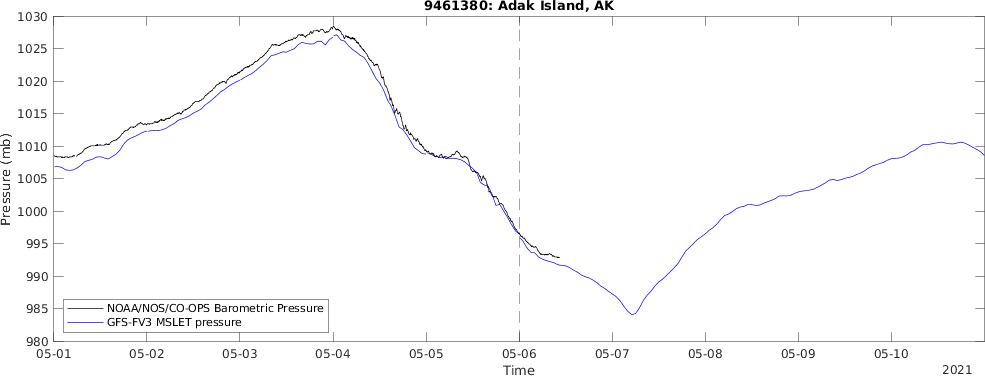 9461380: Adak Island, AK
Pressure (mb)
1030
1025
1020
1015
1010
1005
1000
995
990
985
980
NOAA/NOS/CO-OPS Barometric Pressure
GFS-FV3 MSLET pressure
05-01 05-02 05-03 05-04 05-05 05-06 05-07 05-08 05-09 05-10
Time
2021